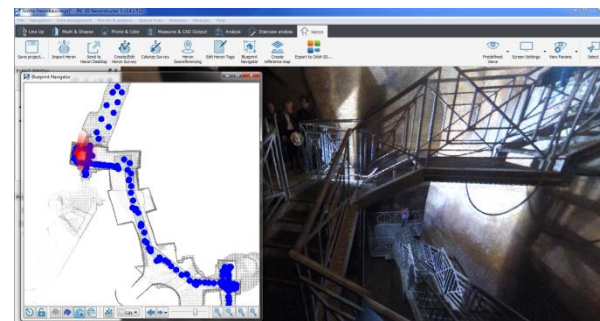 Line Up Mesh & Shapes Photo & Color Measure & CAD Output Analyze Staircase analysis Heron
Save project... Import Heron Send to Heron Desktop Create/Edit Heron Survey Colorize Survey Heron Georeferencing Edit Heron Tags Blueprint Navigator Create reference map Export to Orbit GS... Predefined views Screen Settings View Params Select
Blueprint Navigator